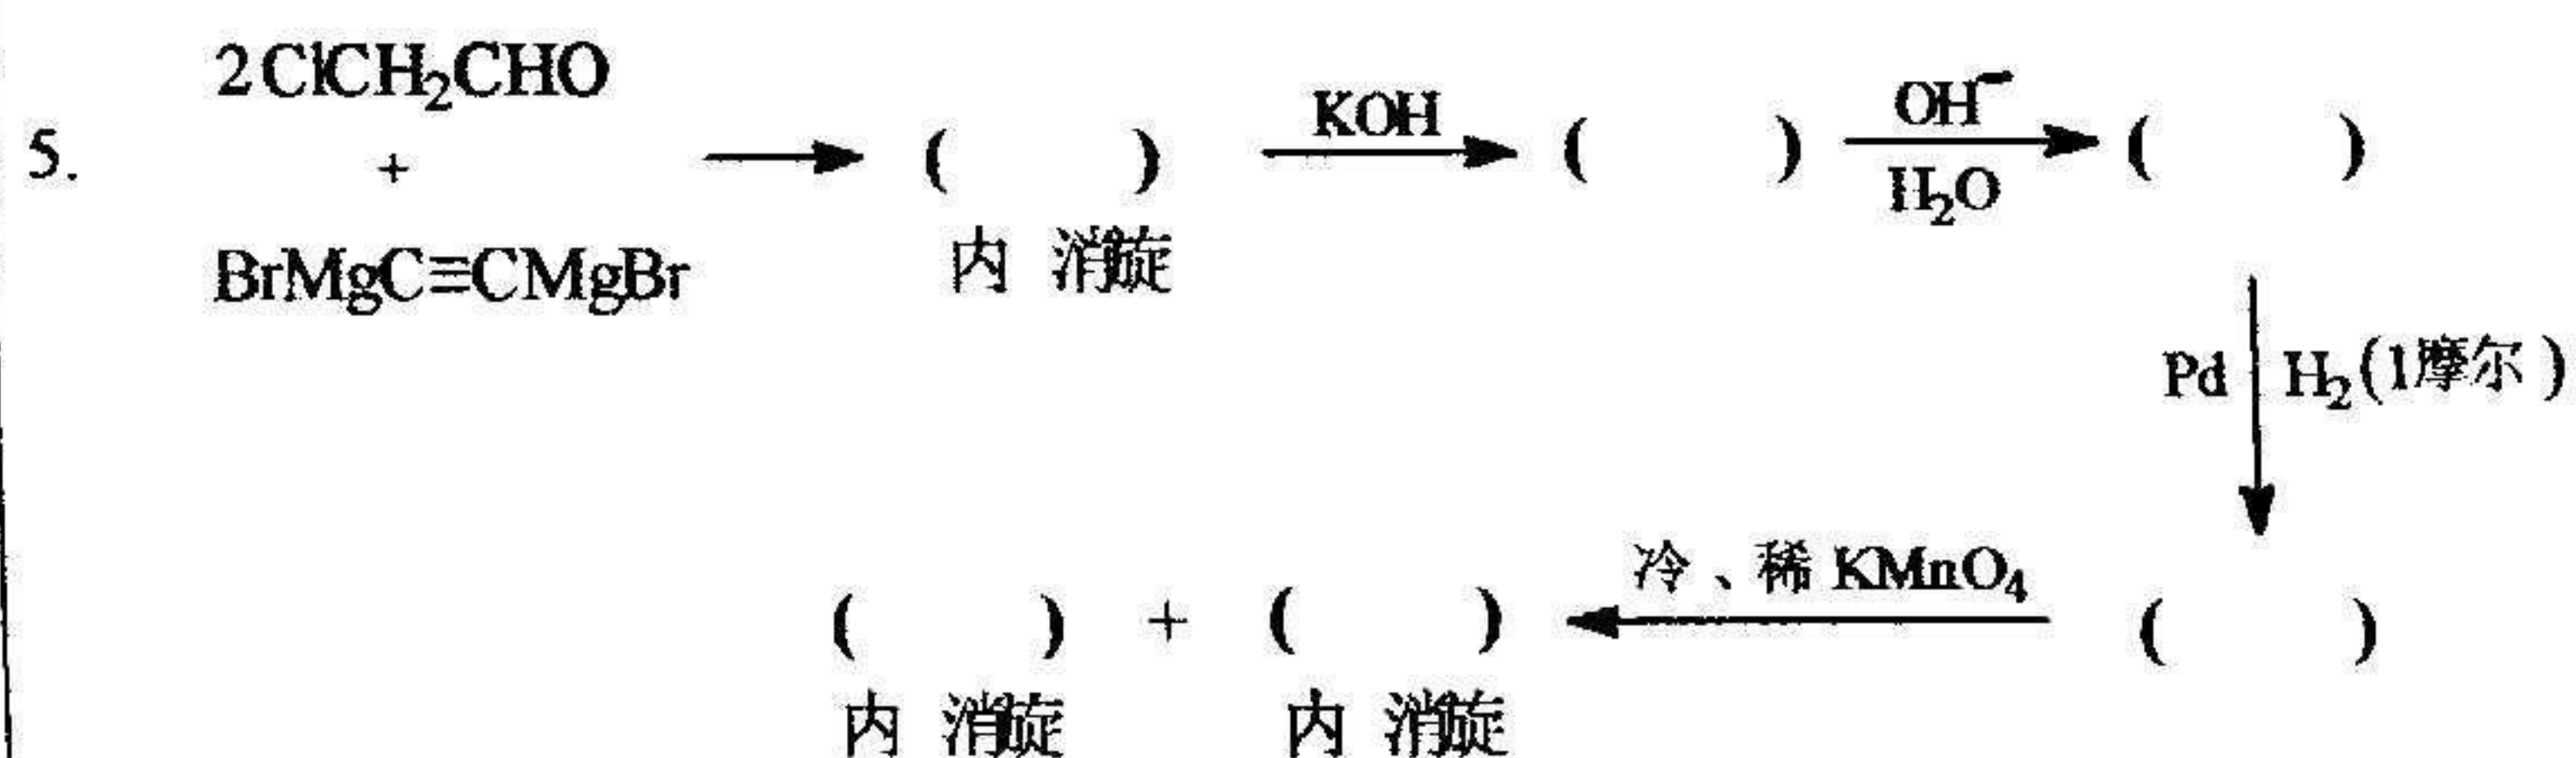 2ClCH₂CHO
5. + ( ) KOH ( ) OH⁻ ( )
H₂O
BrMgC≡CMgBr 内 消旋
Pd H₂(1摩尔)
冷、稀 KMnO₄
( ) + ( ) ( )
内 消旋 内 消旋